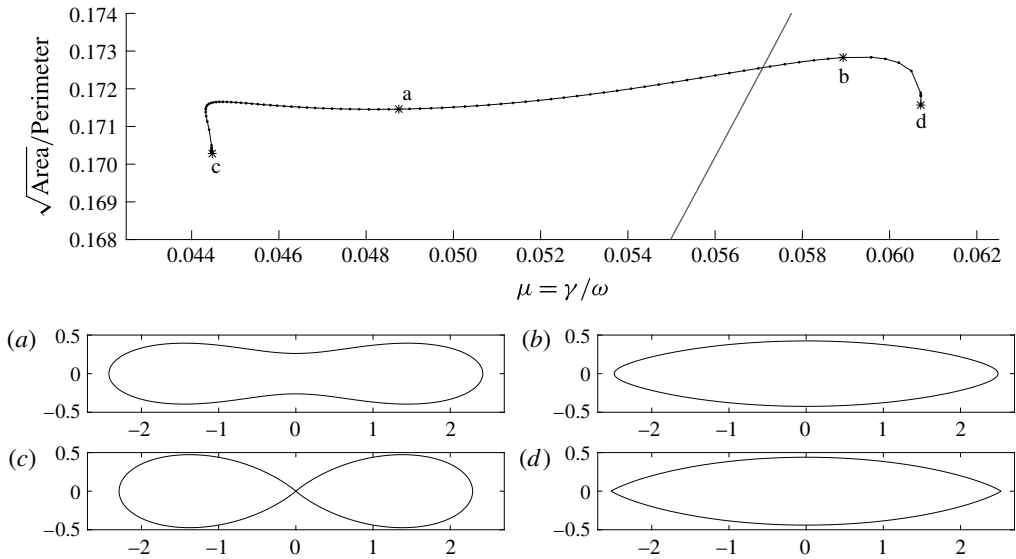 0.174
0.173
0.172
0.171
0.170
0.169
0.168
√Area/Perimeter
a
b
c
d
0.044 0.046 0.048 0.050 0.052 0.054 0.056 0.058 0.060 0.062
μ = γ/ω
(a) 0.5
0
−0.5
−2 −1 0 1 2
(b) 0.5
0
−0.5
−2 −1 0 1 2
(c) 0.5
0
−0.5
−2 −1 0 1 2
(d) 0.5
0
−0.5
−2 −1 0 1 2